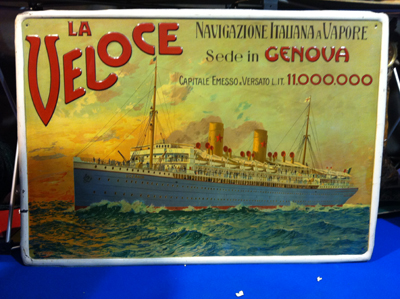 LA
VELOCE
NAVIGAZIONE ITALIANA A VAPORE
Sede in GENOVA
CAPITALE EMESSO E VERSATO L.IT. 11.000.000